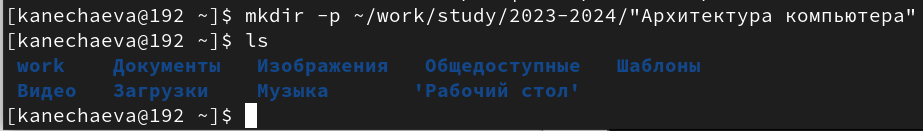 [kanechaeva@192 ~]$ mkdir -p ~/work/study/2023-2024/"Архитектура компьютера"
[kanechaeva@192 ~]$ ls
work Документы Изображения Общедоступные Шаблоны
Видео Загрузки Музыка 'Рабочий стол'
[kanechaeva@192 ~]$